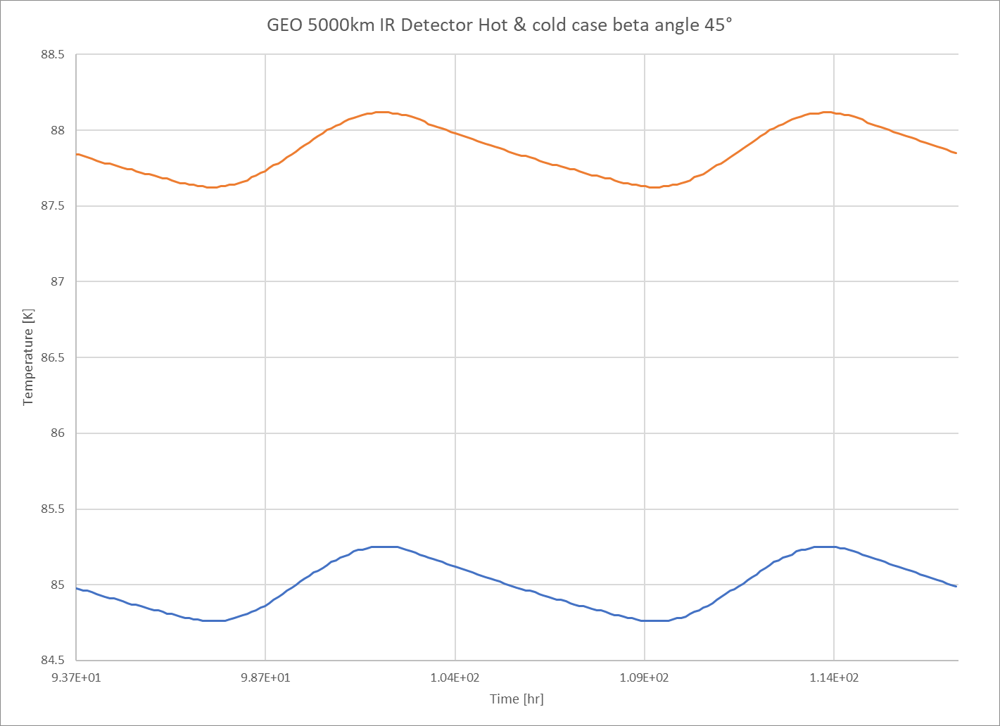 GEO 5000km IR Detector Hot & cold case beta angle 45°
88.5
88
87.5
87
86.5
86
85.5
85
84.5
Temperature [K]
9.37E+01 9.87E+01 1.04E+02 1.09E+02 1.14E+02
Time [hr]